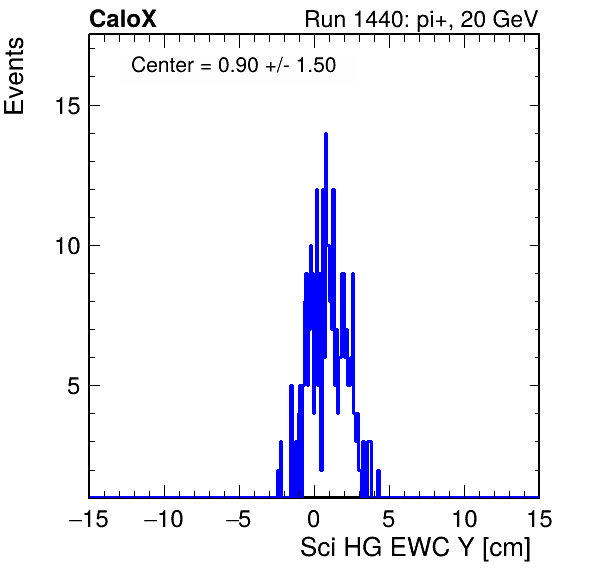 CaloX Run 1440: pi+, 20 GeV
Center = 0.90 +/- 1.50
Events
15
10
5
−15 −10 −5 0 5 10 15
Sci HG EWC Y [cm]